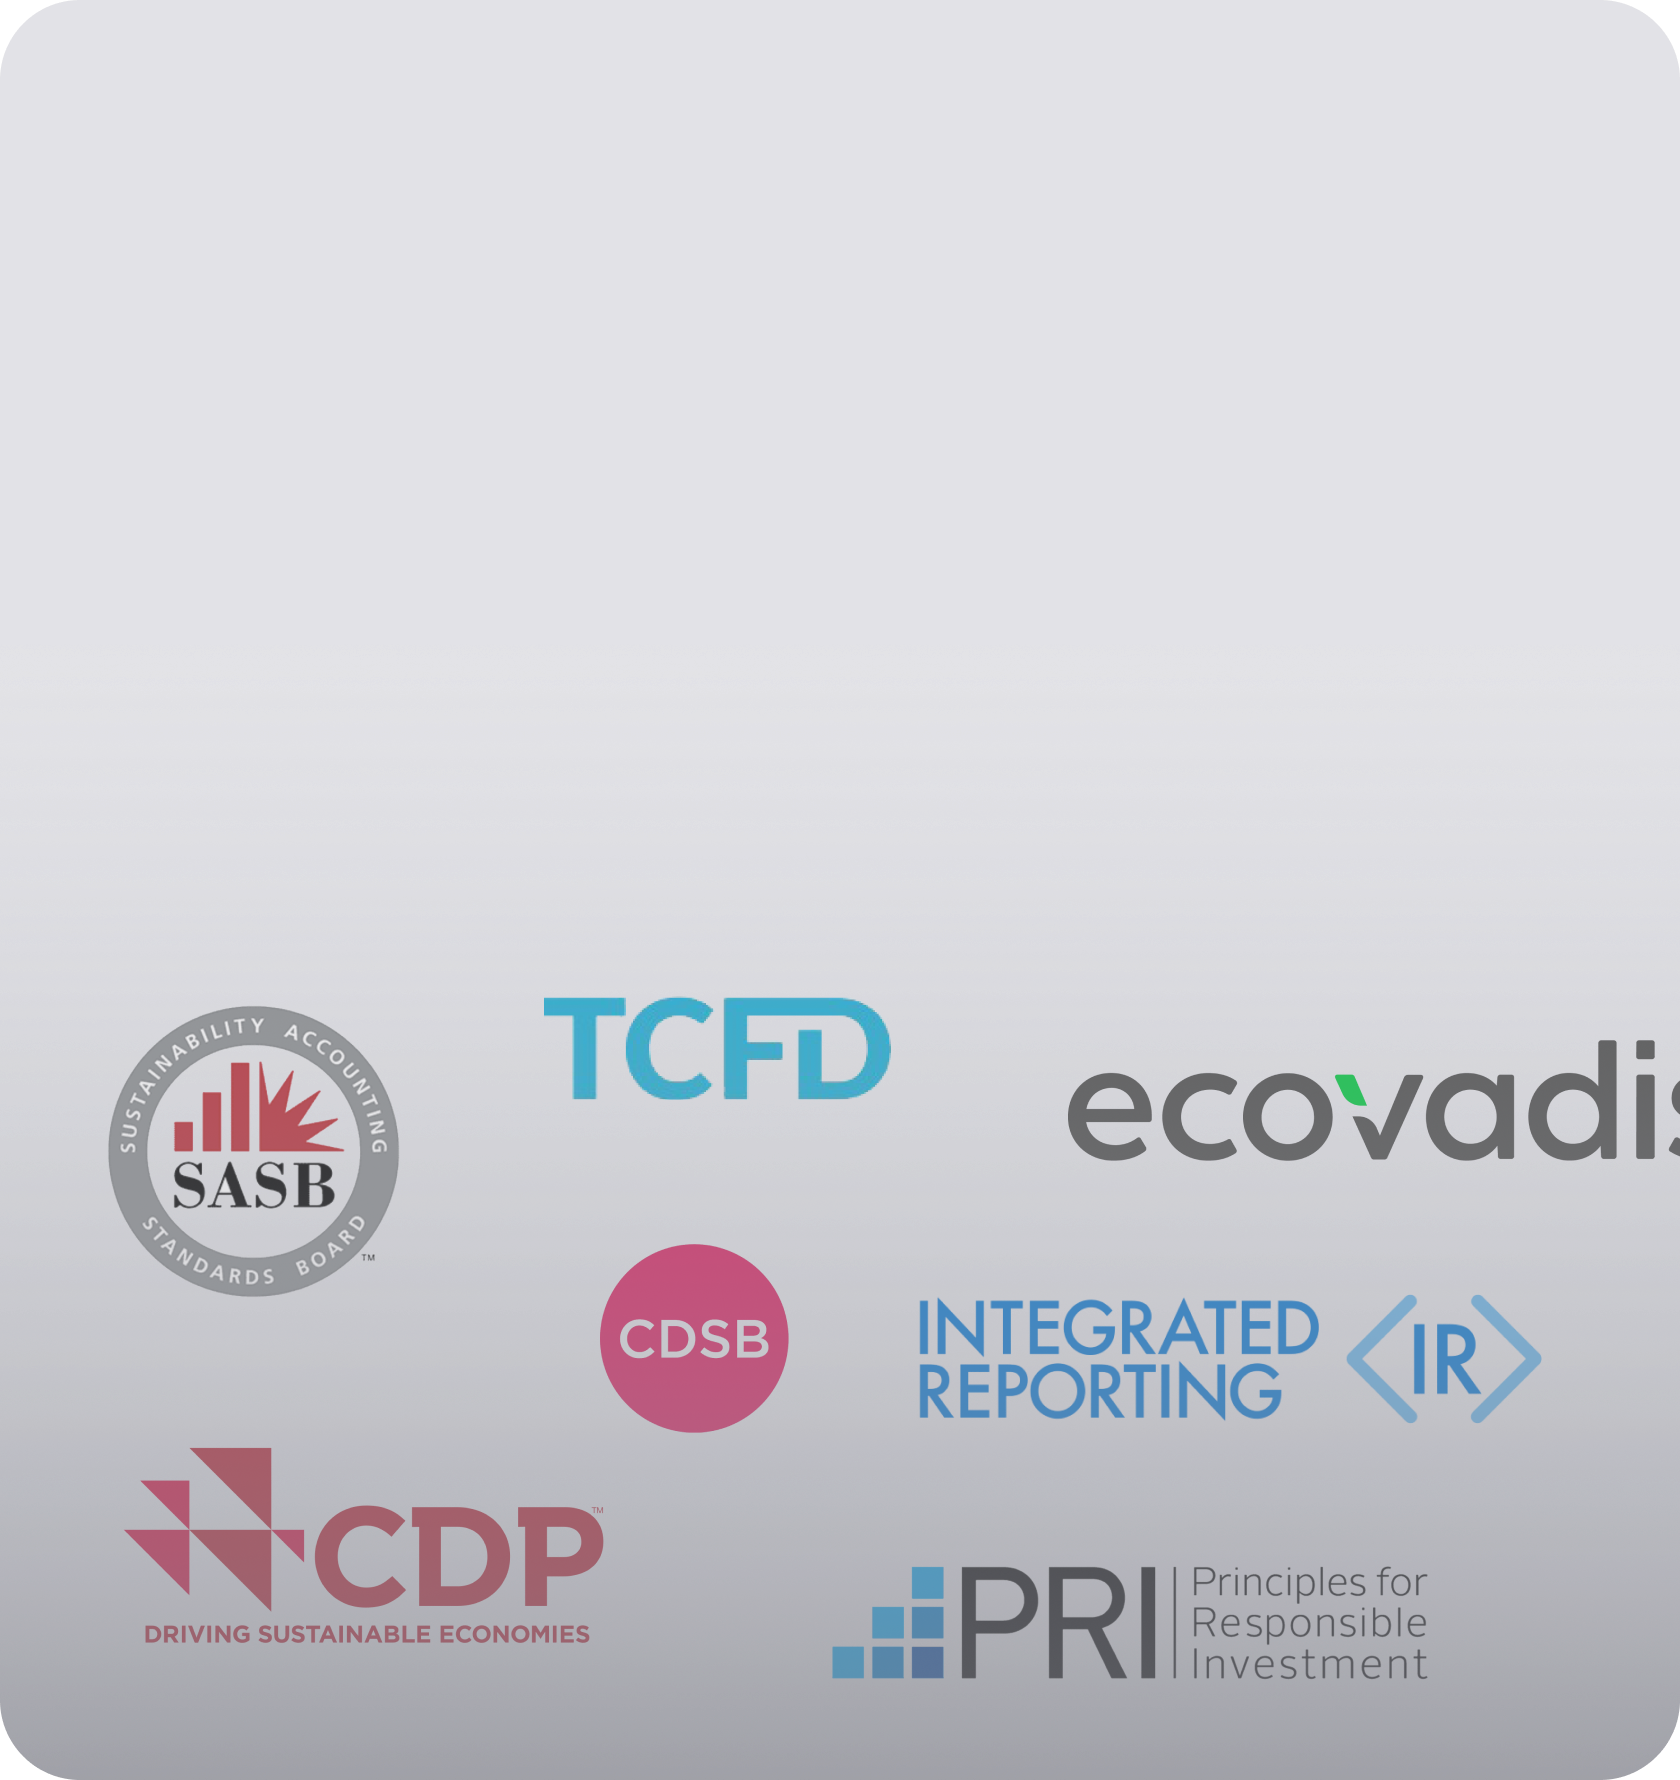 SUSTAINABILITY ACCOUNTING
SASB
STANDARDS BOARD
TM
TCFD
ecovadis
CDSB
INTEGRATED
REPORTING
IR
CDP
TM
DRIVING SUSTAINABLE ECONOMIES
PRI
Principles for
Responsible
Investment